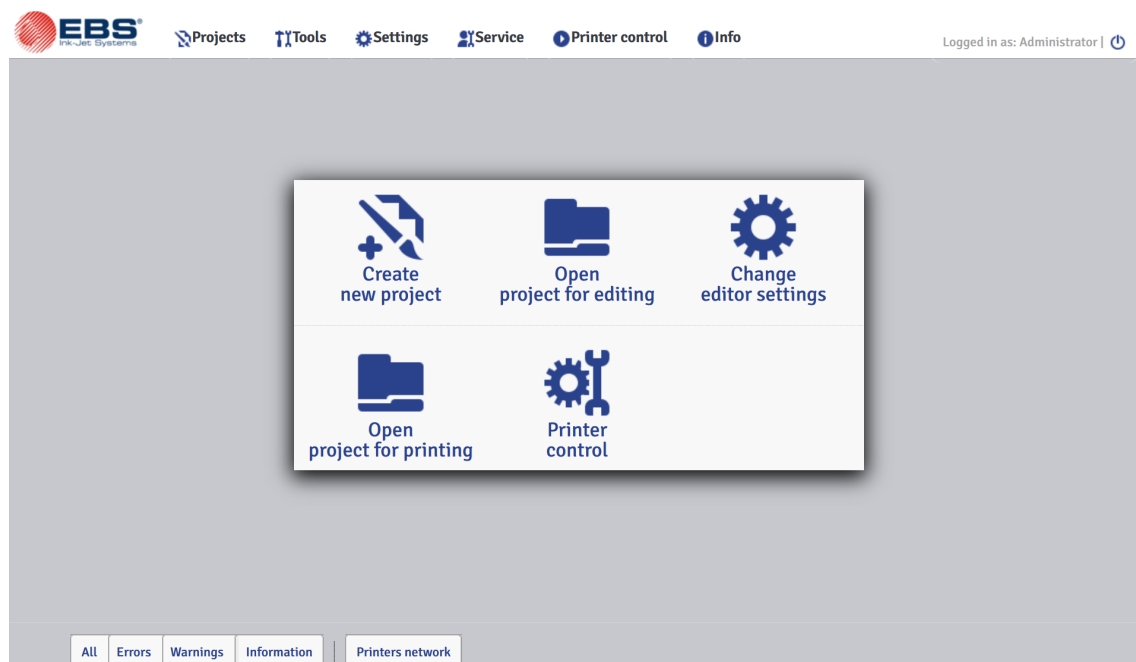 EBS®
Ink-Jet Systems
Projects
Tools
Settings
Service
Printer control
Info
Logged in as: Administrator |
Create
new project
Open
project for editing
Change
editor settings
Open
project for printing
Printer
control
All
Errors
Warnings
Information
Printers network